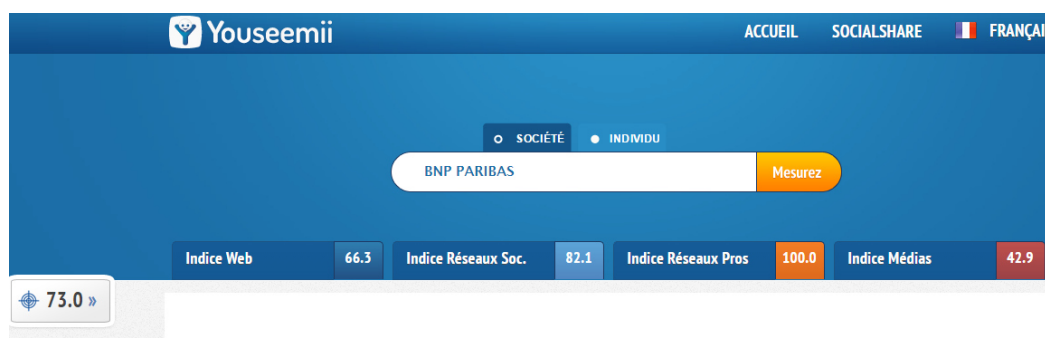 Youseemii
ACCUEIL SOCIALSHARE FRANÇAI
SOCIÉTÉ INDIVIDU
BNP PARIBAS Mesurez
Indice Web 66.3 Indice Réseaux Soc. 82.1 Indice Réseaux Pros 100.0 Indice Médias 42.9
73.0 »